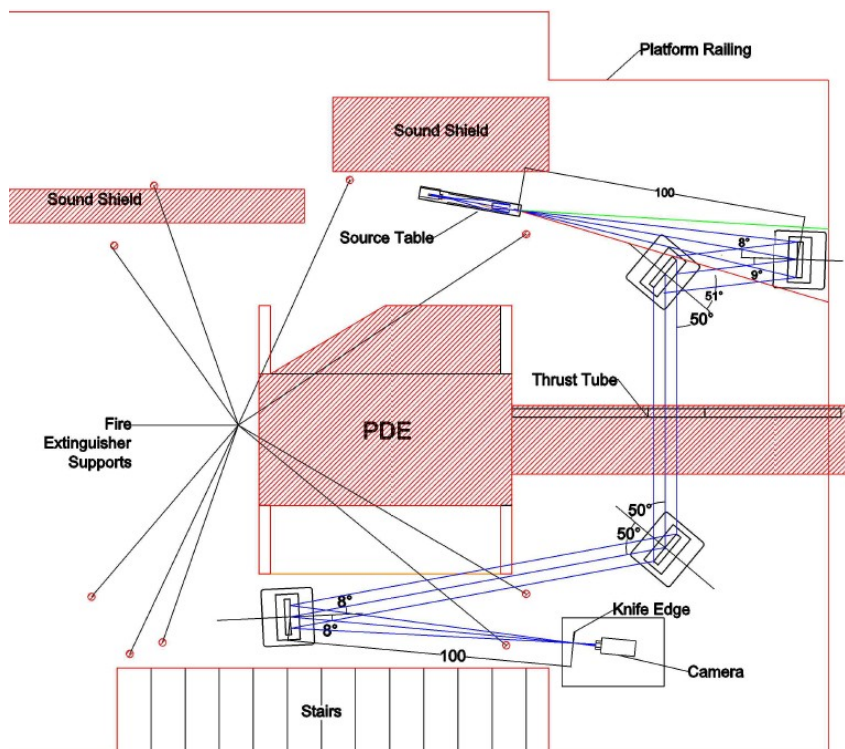 Platform Railing
Sound Shield
Sound Shield
100
Source Table
8°
9°
51°
50°
Thrust Tube
PDE
Fire
Extinguisher
Supports
50°
50°
8°
8°
Knife Edge
100
Camera
Stairs